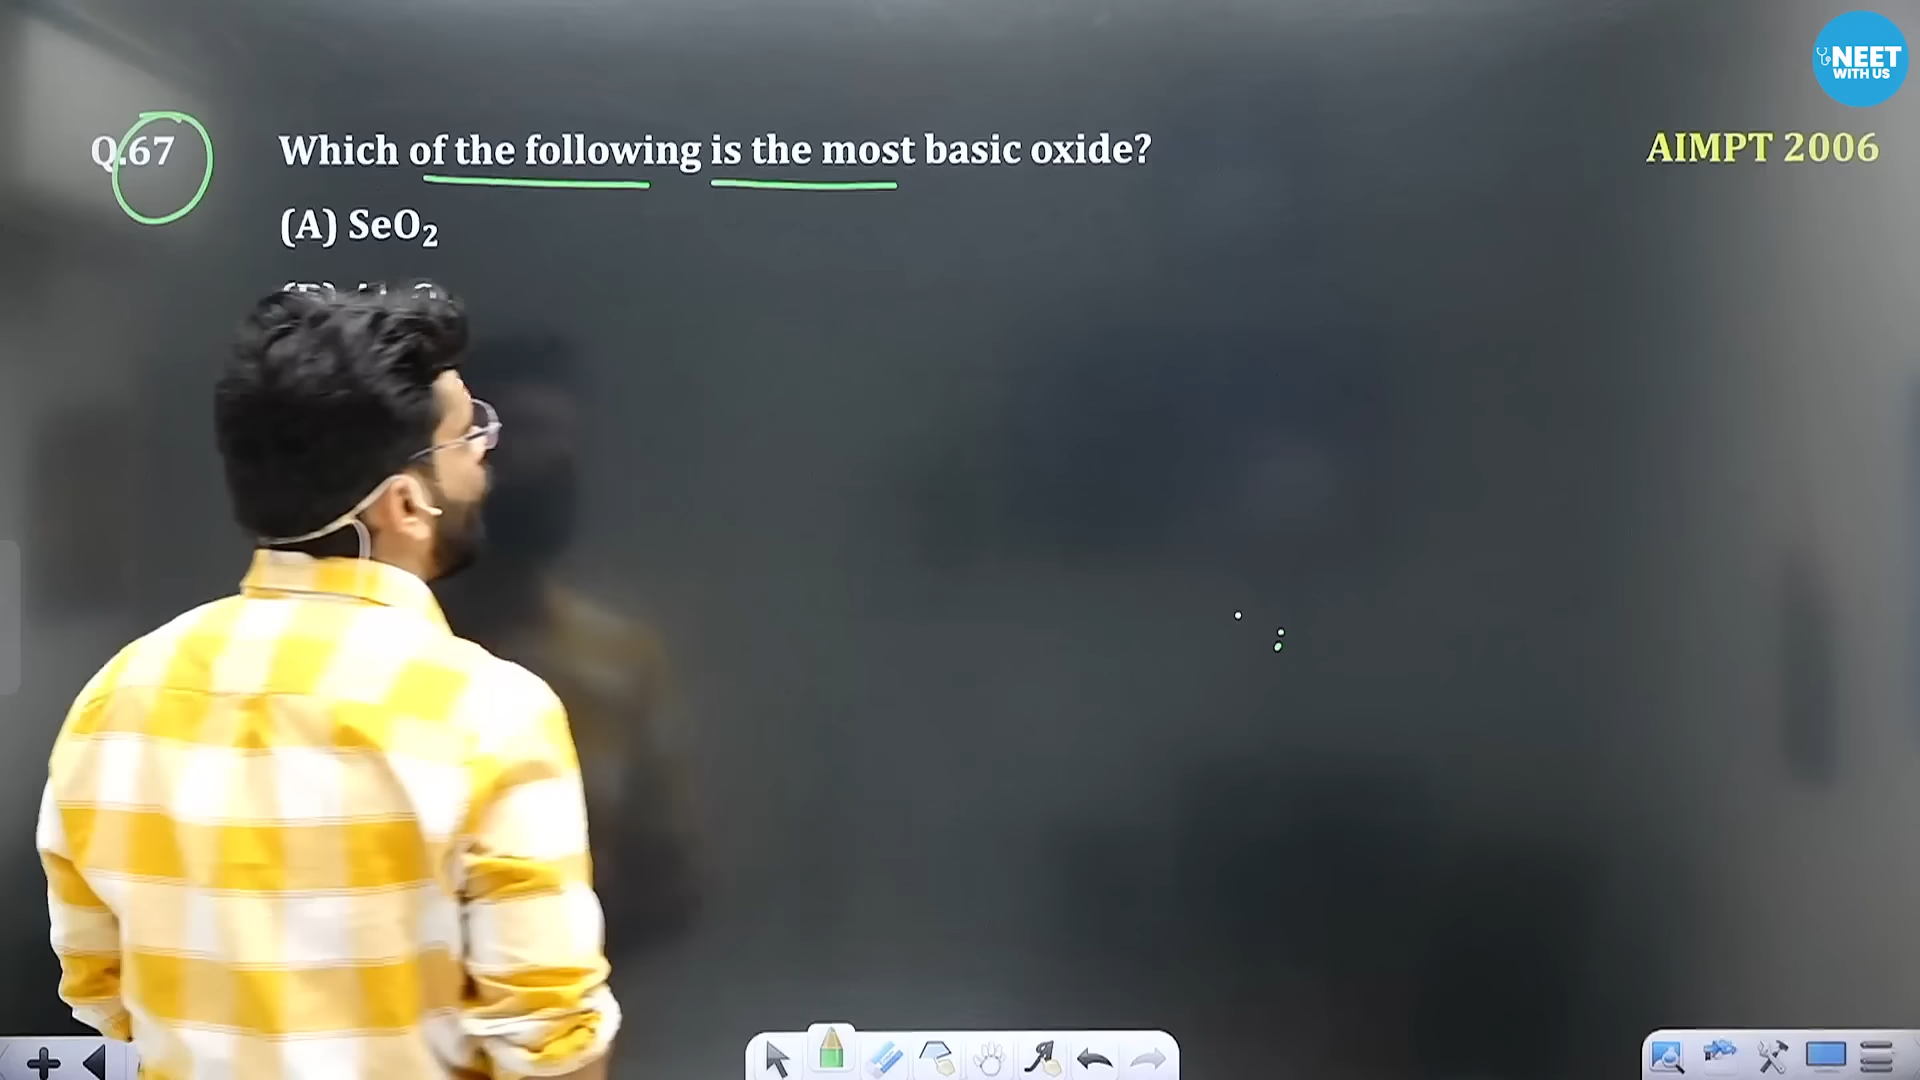 NEET
WITH US
Q.67 Which of the following is the most basic oxide? AIMPT 2006
(A) SeO₂